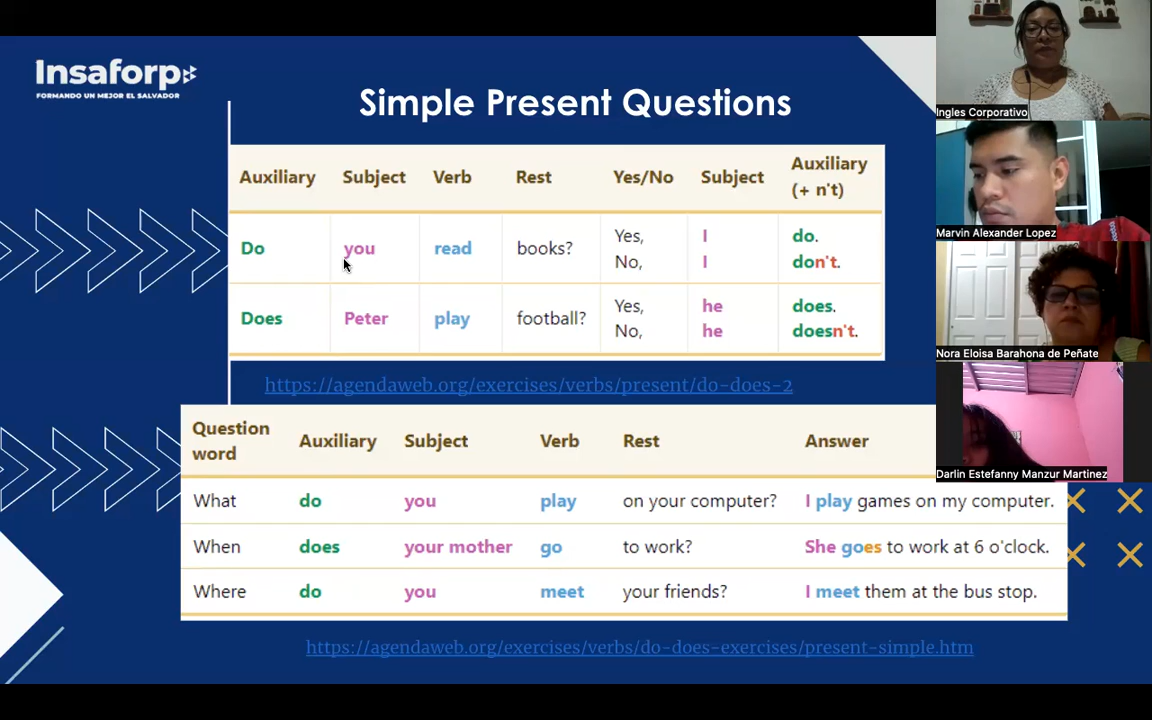 Insaforp
FORMANDO UN MEJOR EL SALVADOR
Simple Present Questions
Auxiliary Subject Verb Rest Yes/No Subject Auxiliary (+ n't)
Do you read books? Yes, I do.
No, I don't.
Does Peter play football? Yes, he does.
No, he doesn't.
https://agendaweb.org/exercises/verbs/present/do-does-2
Question word Auxiliary Subject Verb Rest Answer
What do you play on your computer? I play games on my computer.
When does your mother go to work? She goes to work at 6 o'clock.
Where do you meet your friends? I meet them at the bus stop.
https://agendaweb.org/exercises/verbs/do-does-exercises/present-simple.htm
Ingles Corporativo
Marvin Alexander Lopez
Nora Eloisa Barahona de Peñate
Darlin Estefanny Manzur Martinez